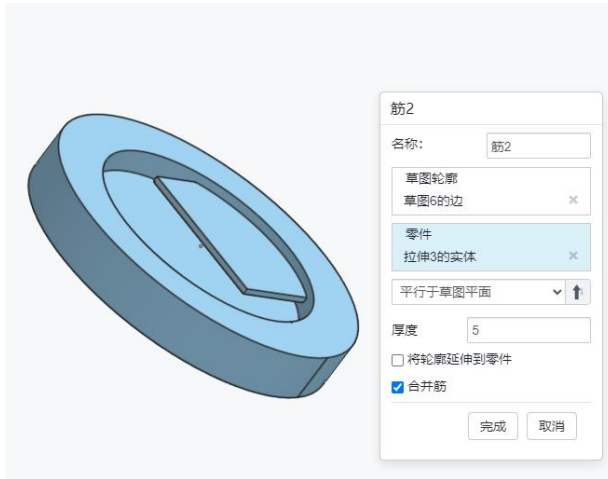 筋2
名称: 筋2
草图轮廓
草图6的边 ×
零件
拉伸3的实体 ×
平行于草图平面
厚度 5
将轮廓延伸到零件
合并筋
完成 取消